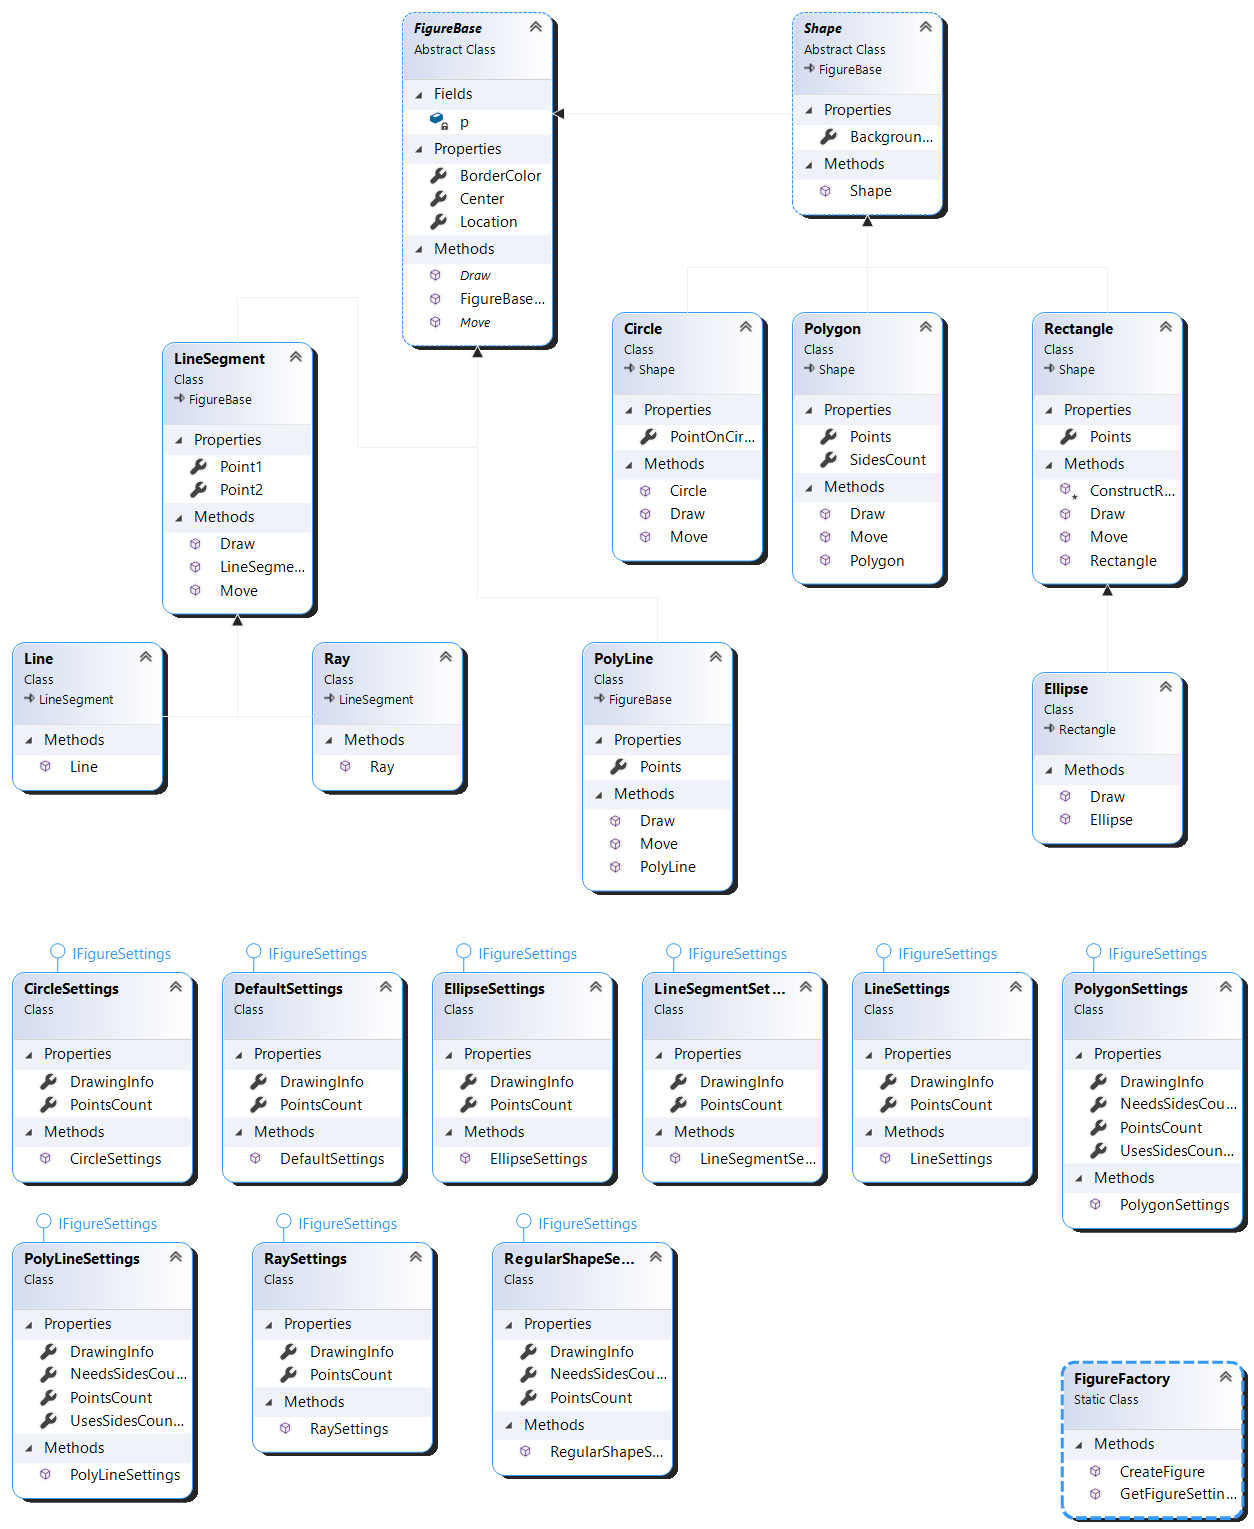 FigureBase
Abstract Class
Fields
p
Properties
BorderColor
Center
Location
Methods
Draw
FigureBase...
Move
Shape
Abstract Class
FigureBase
Properties
Backgroun...
Methods
Shape
LineSegment
Class
FigureBase
Properties
Point1
Point2
Methods
Draw
LineSegme...
Move
Circle
Class
Shape
Properties
PointOnCir...
Methods
Circle
Draw
Move
Polygon
Class
Shape
Properties
Points
SidesCount
Methods
Draw
Move
Polygon
Rectangle
Class
Shape
Properties
Points
Methods
ConstructR...
Draw
Move
Rectangle
Line
Class
LineSegment
Methods
Line
Ray
Class
LineSegment
Methods
Ray
PolyLine
Class
FigureBase
Properties
Points
Methods
Draw
Move
PolyLine
Ellipse
Class
Rectangle
Methods
Draw
Ellipse
IFigureSettings
CircleSettings
Class
Properties
DrawingInfo
PointsCount
Methods
CircleSettings
IFigureSettings
DefaultSettings
Class
Properties
DrawingInfo
PointsCount
Methods
DefaultSettings
IFigureSettings
EllipseSettings
Class
Properties
DrawingInfo
PointsCount
Methods
EllipseSettings
IFigureSettings
LineSegmentSet...
Class
Properties
DrawingInfo
PointsCount
Methods
LineSegmentSe...
IFigureSettings
LineSettings
Class
Properties
DrawingInfo
PointsCount
Methods
LineSettings
IFigureSettings
PolygonSettings
Class
Properties
DrawingInfo
NeedsSidesCou...
PointsCount
UsesSidesCoun...
Methods
PolygonSettings
IFigureSettings
PolyLineSettings
Class
Properties
DrawingInfo
NeedsSidesCou...
PointsCount
UsesSidesCoun...
Methods
PolyLineSettings
IFigureSettings
RaySettings
Class
Properties
DrawingInfo
PointsCount
Methods
RaySettings
IFigureSettings
RegularShapeSe...
Class
Properties
DrawingInfo
NeedsSidesCou...
PointsCount
Methods
RegularShapeS...
FigureFactory
Static Class
Methods
CreateFigure
GetFigureSettin...